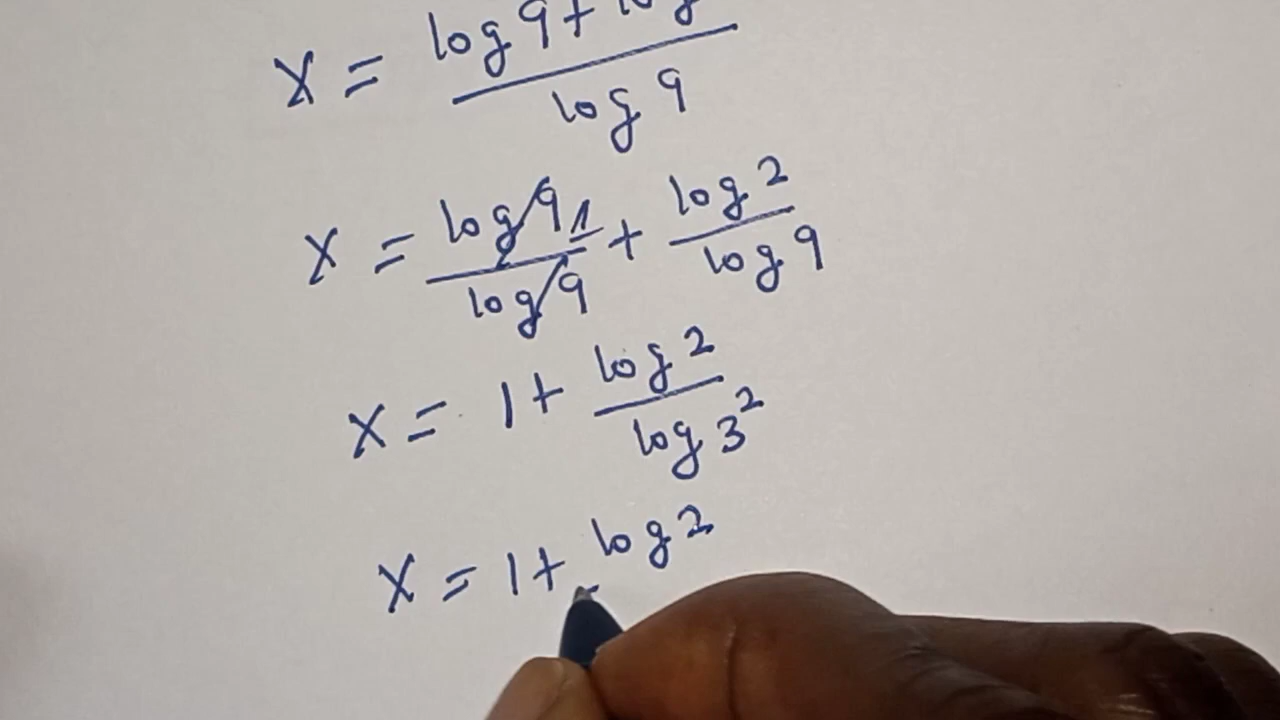 x = log 9 + log / log 9
x = log 9 1 / log 9 + log 2 / log 9
x = 1 + log 2 / log 3²
x = 1 + log 2